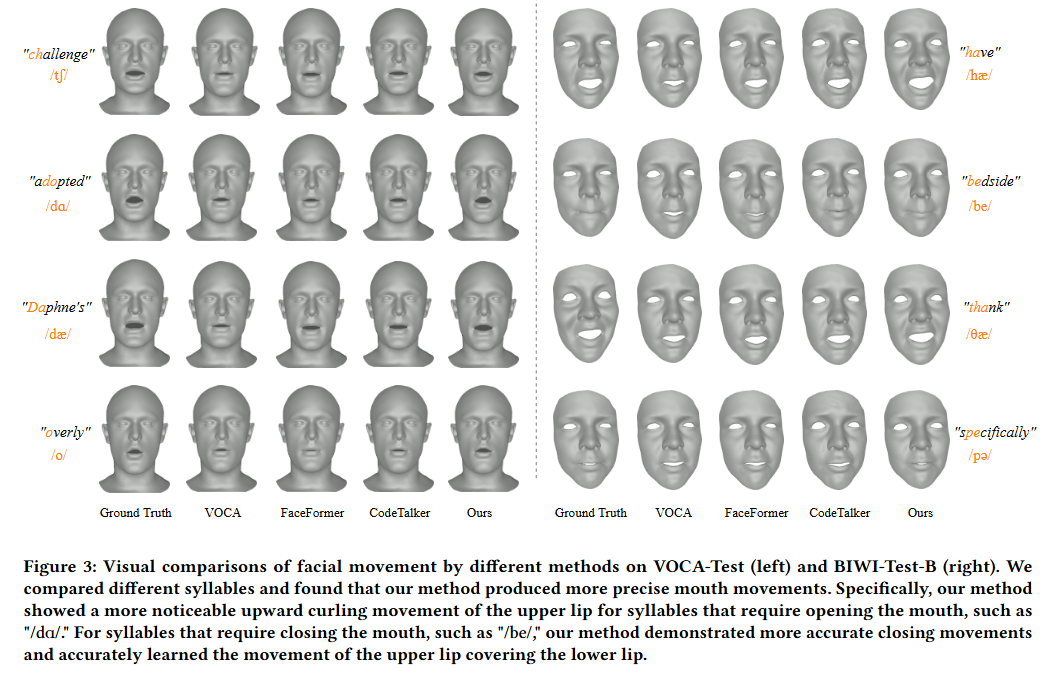 "challenge"
/tʃ/
"have"
/hæ/
"adopted"
/dɑ/
"bedside"
/be/
"Daphne's"
/dæ/
"thank"
/θæ/
"overly"
/o/
"specifically"
/pə/
Ground Truth VOCA FaceFormer CodeTalker Ours Ground Truth VOCA FaceFormer CodeTalker Ours
Figure 3: Visual comparisons of facial movement by different methods on VOCA-Test (left) and BIWI-Test-B (right). We
compared different syllables and found that our method produced more precise mouth movements. Specifically, our method
showed a more noticeable upward curling movement of the upper lip for syllables that require opening the mouth, such as
"/dɑ/." For syllables that require closing the mouth, such as "/be/," our method demonstrated more accurate closing movements
and accurately learned the movement of the upper lip covering the lower lip.